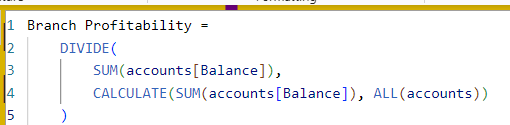 1 Branch Profitability =
2 DIVIDE(
3 SUM(accounts[Balance]),
4 CALCULATE(SUM(accounts[Balance]), ALL(accounts))
5 )